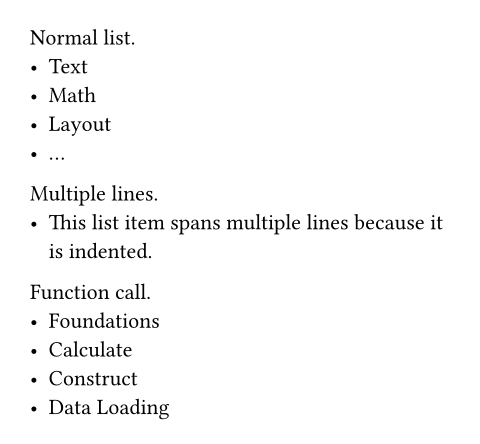 Normal list.
• Text
• Math
• Layout
• …
Multiple lines.
• This list item spans multiple lines because it
is indented.
Function call.
• Foundations
• Calculate
• Construct
• Data Loading